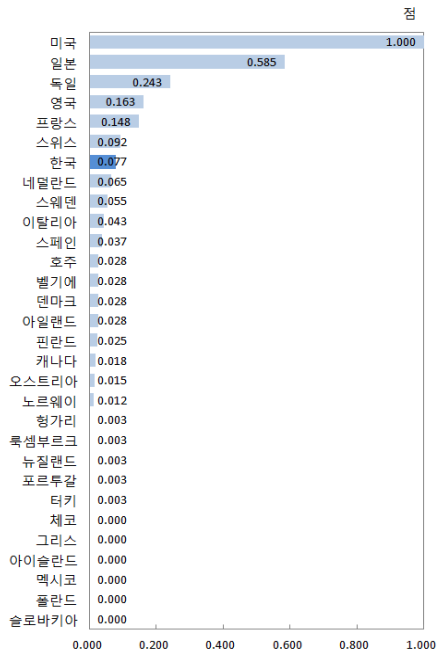 점
미국 1.000
일본 0.585
독일 0.243
영국 0.163
프랑스 0.148
스위스 0.092
한국 0.077
네덜란드 0.065
스웨덴 0.055
이탈리아 0.043
스페인 0.037
호주 0.028
벨기에 0.028
덴마크 0.028
아일랜드 0.028
핀란드 0.025
캐나다 0.018
오스트리아 0.015
노르웨이 0.012
헝가리 0.003
룩셈부르크 0.003
뉴질랜드 0.003
포르투갈 0.003
터키 0.003
체코 0.000
그리스 0.000
아이슬란드 0.000
멕시코 0.000
폴란드 0.000
슬로바키아 0.000
0.000 0.200 0.400 0.600 0.800 1.000